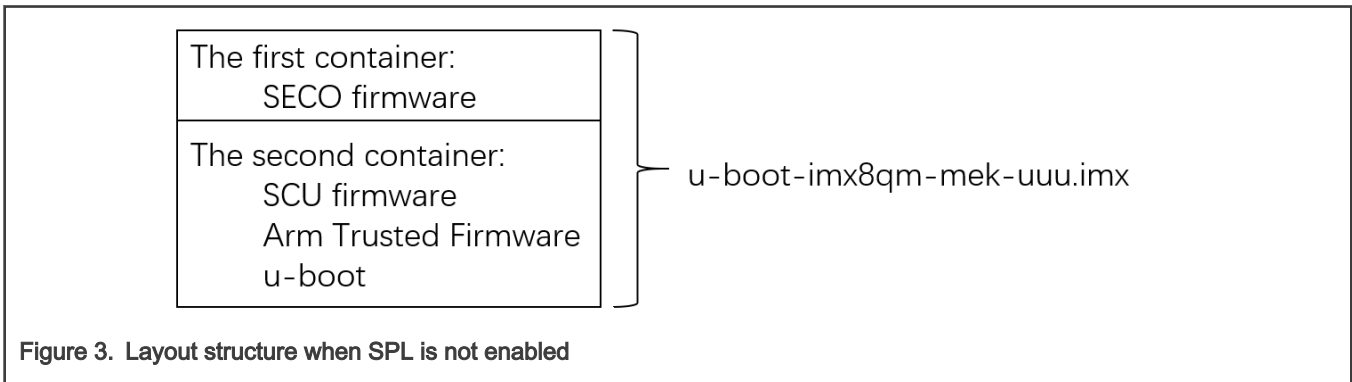 The first container:
SECO firmware
The second container:
SCU firmware
Arm Trusted Firmware
u-boot
u-boot-imx8qm-mek-uuu.imx
Figure 3. Layout structure when SPL is not enabled